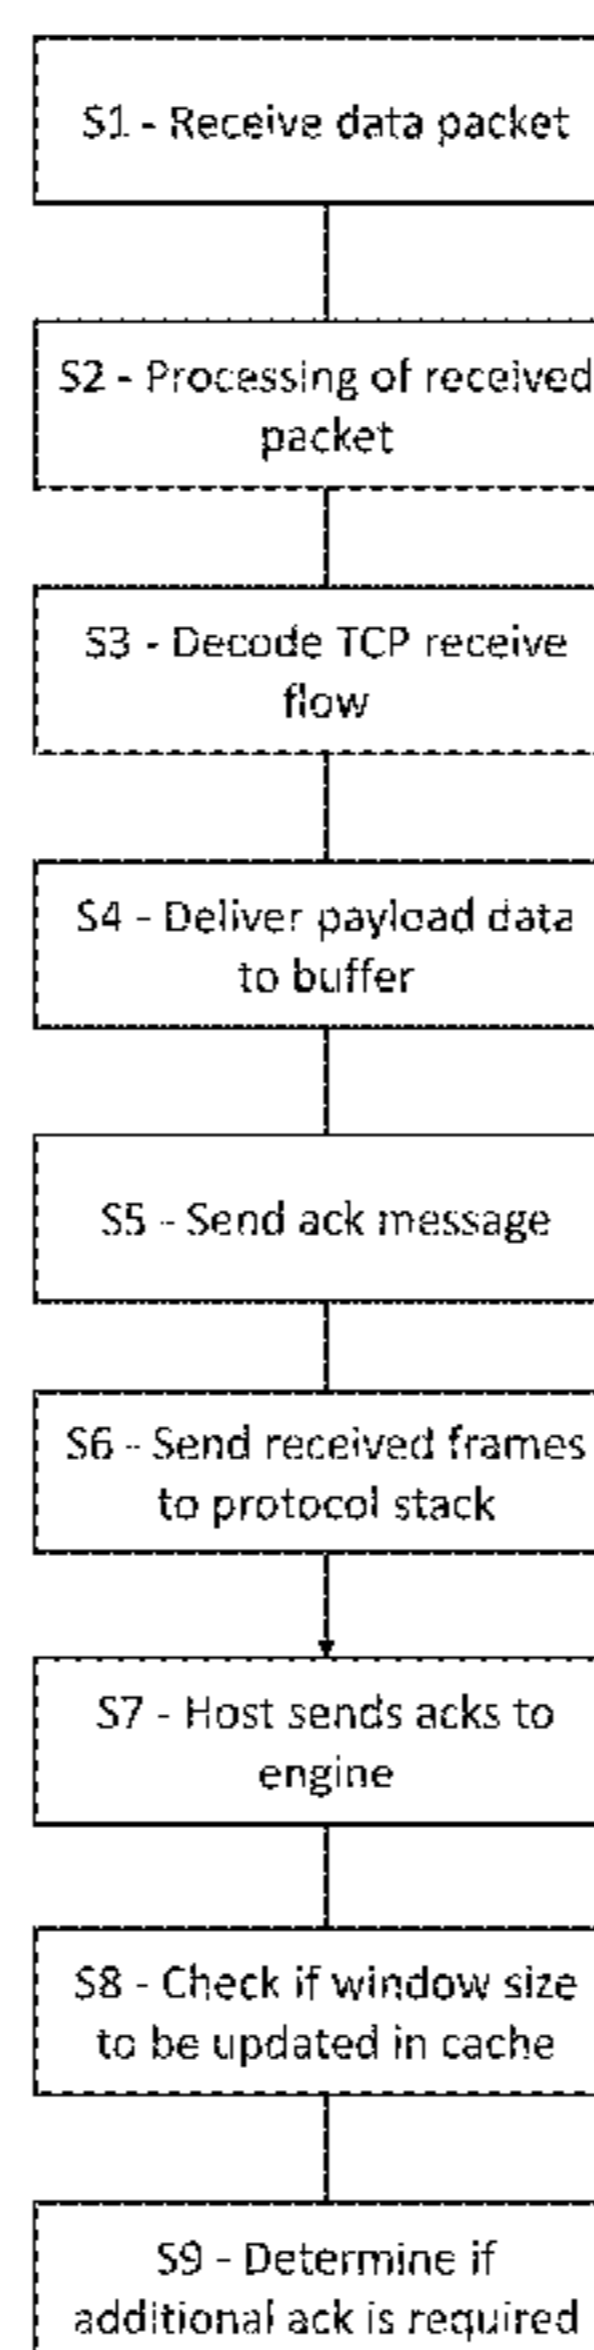 S1 - Receive data packet
S2 - Processing of received
packet
S3 - Decode TCP receive
flow
S4 - Deliver payload data
to buffer
S5 - Send ack message
S6 - Send received frames
to protocol stack
S7 - Host sends acks to
engine
S8 - Check if window size
to be updated in cache
S9 - Determine if
additional ack is required